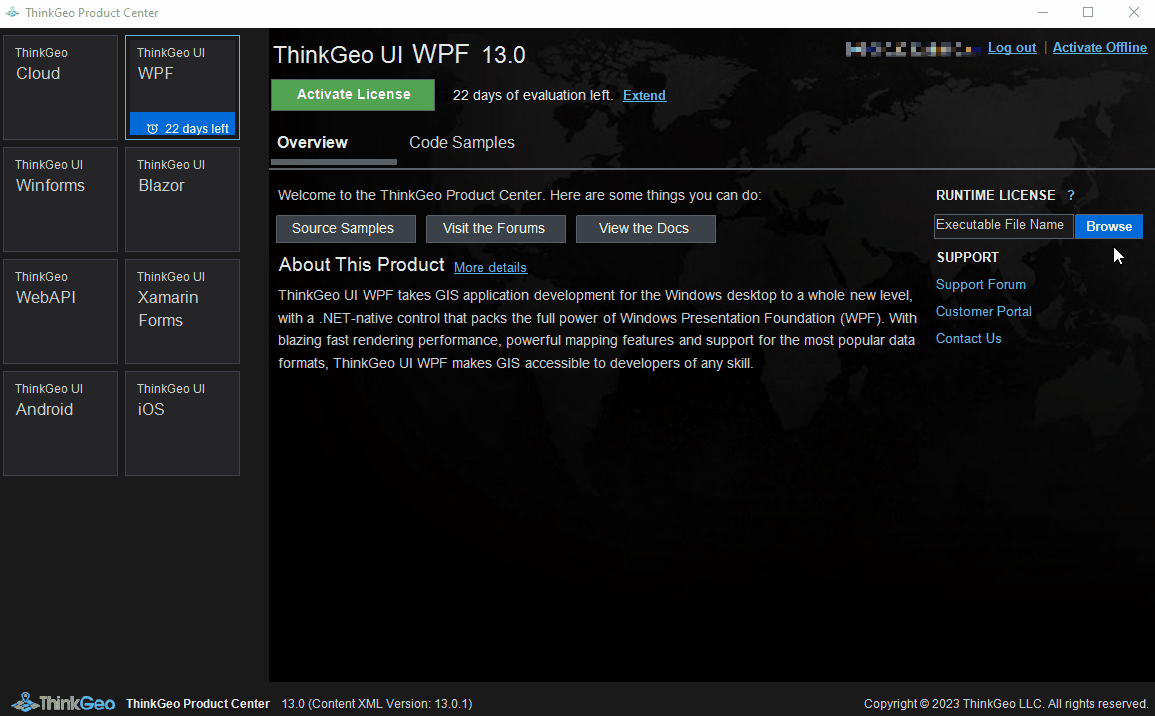 ThinkGeo Product Center
ThinkGeo
Cloud
ThinkGeo UI
WPF
22 days left
ThinkGeo UI
Winforms
ThinkGeo UI
Blazor
ThinkGeo
WebAPI
ThinkGeo UI
Xamarin
Forms
ThinkGeo UI
Android
ThinkGeo UI
iOS
ThinkGeo UI WPF 13.0
Log out | Activate Offline
Activate License
22 days of evaluation left. Extend
Overview
Code Samples
Welcome to the ThinkGeo Product Center. Here are some things you can do:
Source Samples
Visit the Forums
View the Docs
About This Product More details
ThinkGeo UI WPF takes GIS application development for the Windows desktop to a whole new level,
with a .NET-native control that packs the full power of Windows Presentation Foundation (WPF). With
blazing fast rendering performance, powerful mapping features and support for the most popular data
formats, ThinkGeo UI WPF makes GIS accessible to developers of any skill.
RUNTIME LICENSE ?
Executable File Name
Browse
SUPPORT
Support Forum
Customer Portal
Contact Us
ThinkGeo ThinkGeo Product Center 13.0 (Content XML Version: 13.0.1)
Copyright © 2023 ThinkGeo LLC. All rights reserved.